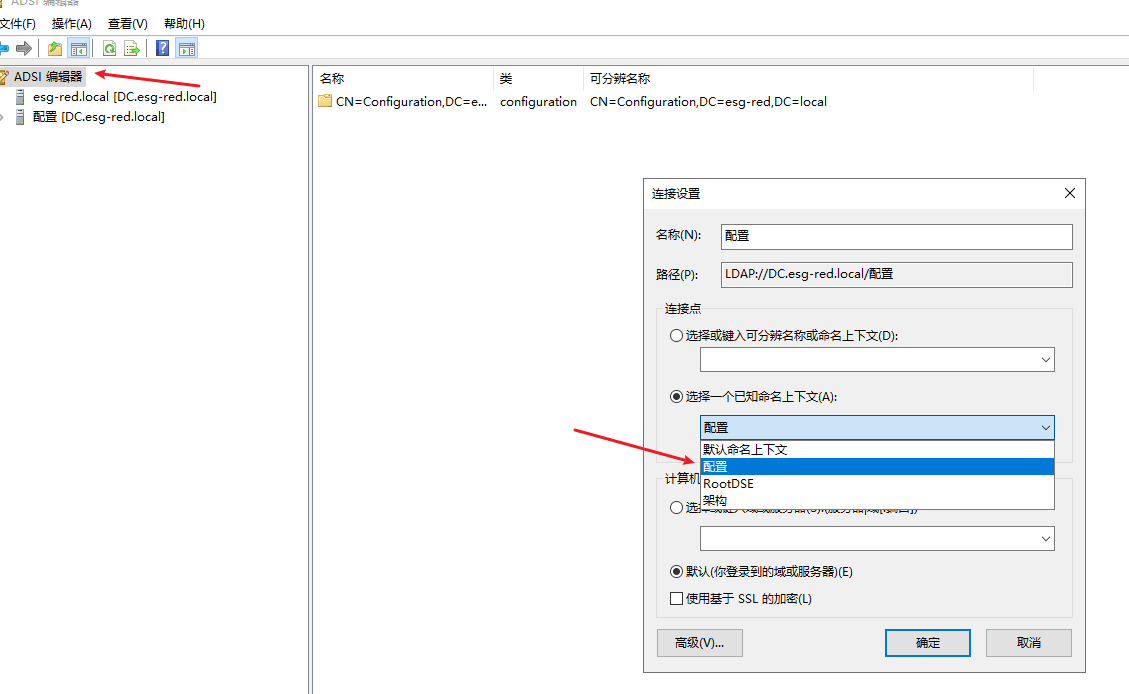 ADSI 编辑器
文件(F) 操作(A) 查看(V) 帮助(H)
ADSI 编辑器
esg-red.local [DC.esg-red.local]
配置 [DC.esg-red.local]
名称 类 可分辨名称
CN=Configuration,DC=e... configuration CN=Configuration,DC=esg-red,DC=local
连接设置
名称(N): 配置
路径(P): LDAP://DC.esg-red.local/配置
连接点
选择或键入可分辨名称或命名上下文(D):
选择一个已知命名上下文(A):
配置
默认命名上下文
配置
RootDSE
架构
计算机
默认(你登录到的域或服务器)(E)
使用基于 SSL 的加密(L)
高级(V)... 确定 取消